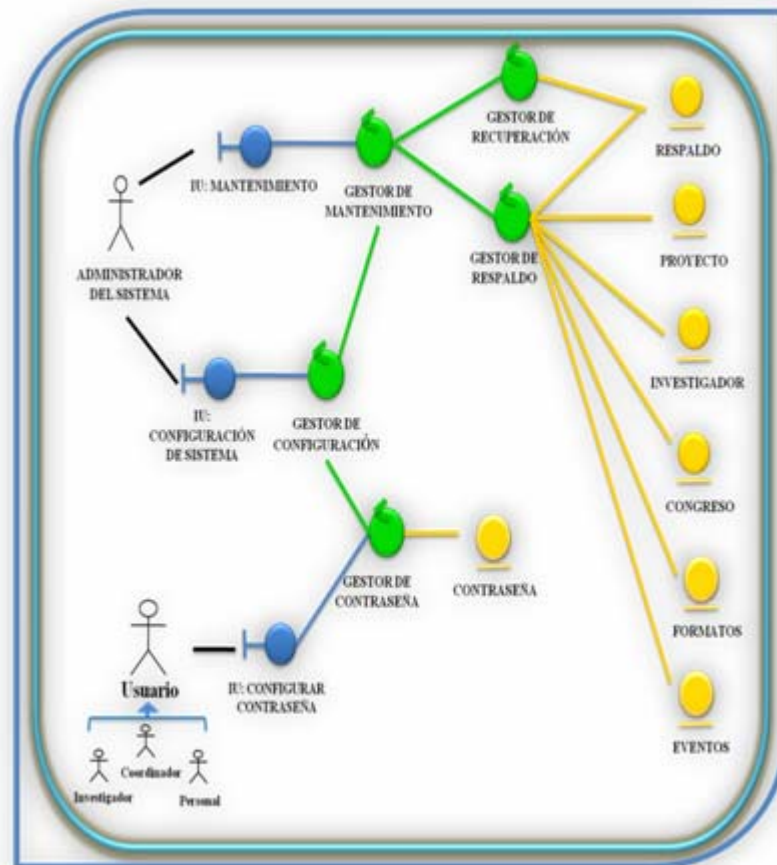 GESTOR DE
RECUPERACIÓN
RESPALDO
IU: MANTENIMIENTO
GESTOR DE
MANTENIMIENTO
ADMINISTRADOR
DEL SISTEMA
GESTOR DE
RESPALDO
PROYECTO
INVESTIGADOR
IU:
CONFIGURACIÓN
DE SISTEMA
GESTOR DE
CONFIGURACIÓN
CONGRESO
GESTOR DE
CONTRASEÑA
CONTRASEÑA
FORMATOS
Usuario
IU: CONFIGURAR
CONTRASEÑA
EVENTOS
Coordinador
Investigador
Personal